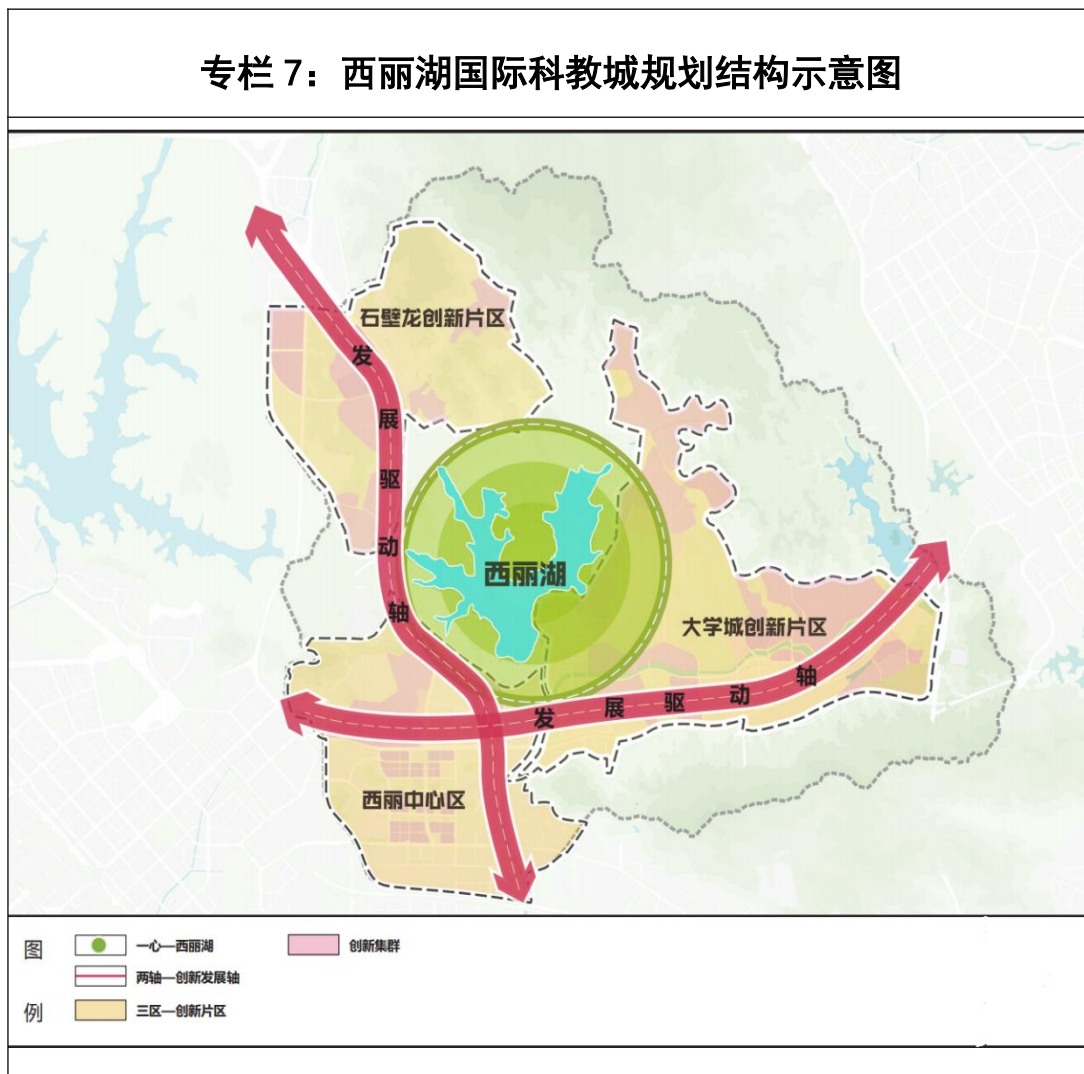 专栏 7：西丽湖国际科教城规划结构示意图
石壁龙创新片区
发展驱动轴
西丽湖
大学城创新片区
发展驱动轴
西丽中心区
图例
一心—西丽湖
创新集群
两轴—创新发展轴
三区—创新片区